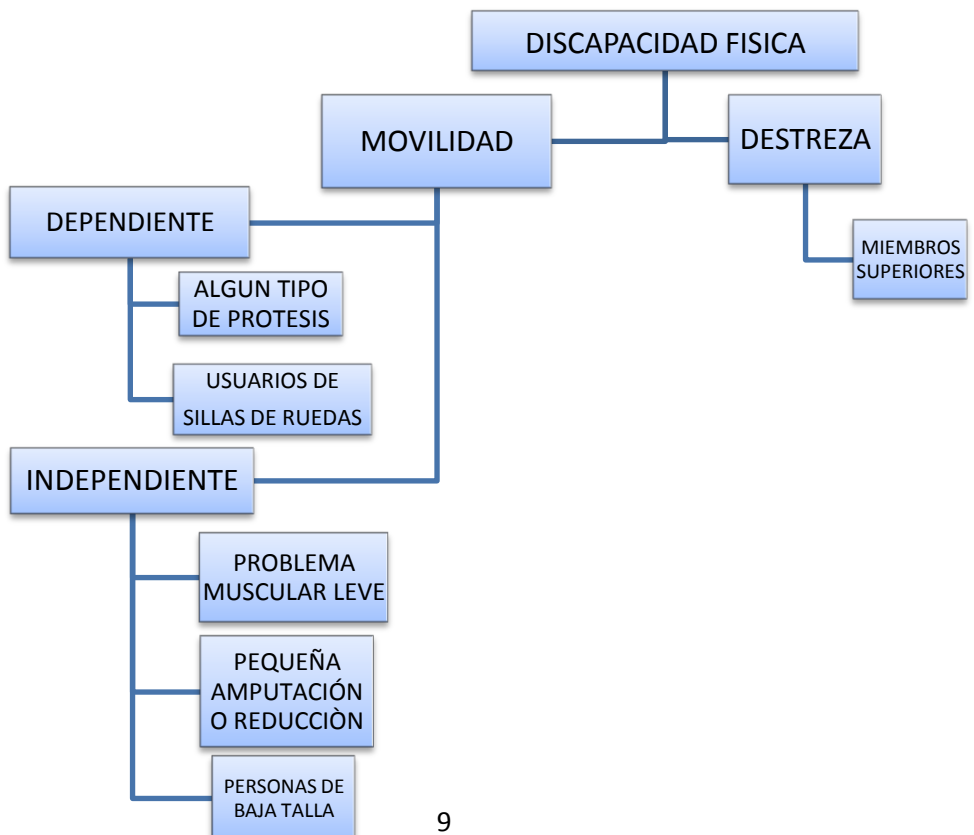 DISCAPACIDAD FISICA
MOVILIDAD
DESTREZA
DEPENDIENTE
MIEMBROS
SUPERIORES
ALGUN TIPO
DE PROTESIS
USUARIOS DE
SILLAS DE RUEDAS
INDEPENDIENTE
PROBLEMA
MUSCULAR LEVE
PEQUEÑA
AMPUTACIÓN
O REDUCCIÒN
PERSONAS DE
BAJA TALLA
9